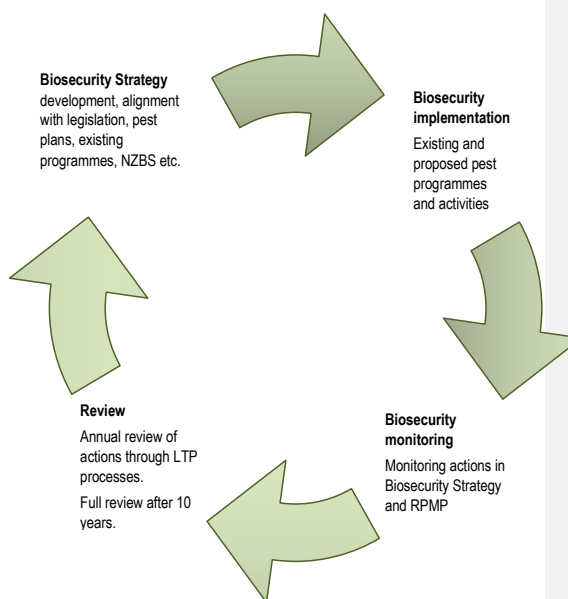 Biosecurity Strategy
development, alignment
with legislation, pest
plans, existing
programmes, NZBS etc.
Biosecurity
implementation
Existing and
proposed pest
programmes
and activities
Biosecurity
monitoring
Monitoring actions in
Biosecurity Strategy
and RPMP
Review
Annual review of
actions through LTP
processes.
Full review after 10
years.